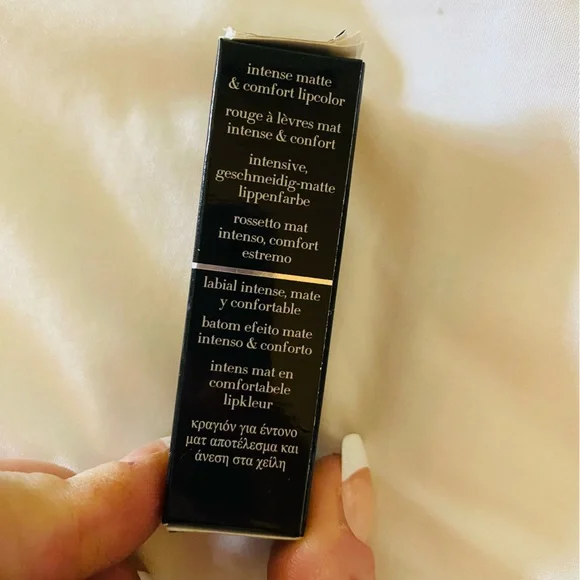 intense matte
& comfort lipcolor
rouge à lèvres mat
intense & confort
intensive,
geschmeidig-matte
lippenfarbe
rossetto mat
intenso, comfort
estremo
labial intense, mate
y confortable
batom efeito mate
intenso & conforto
intens mat en
comfortabele
lipkleur
κραγιόν για έντονο
ματ αποτέλεσμα και
άνεση στα χείλη